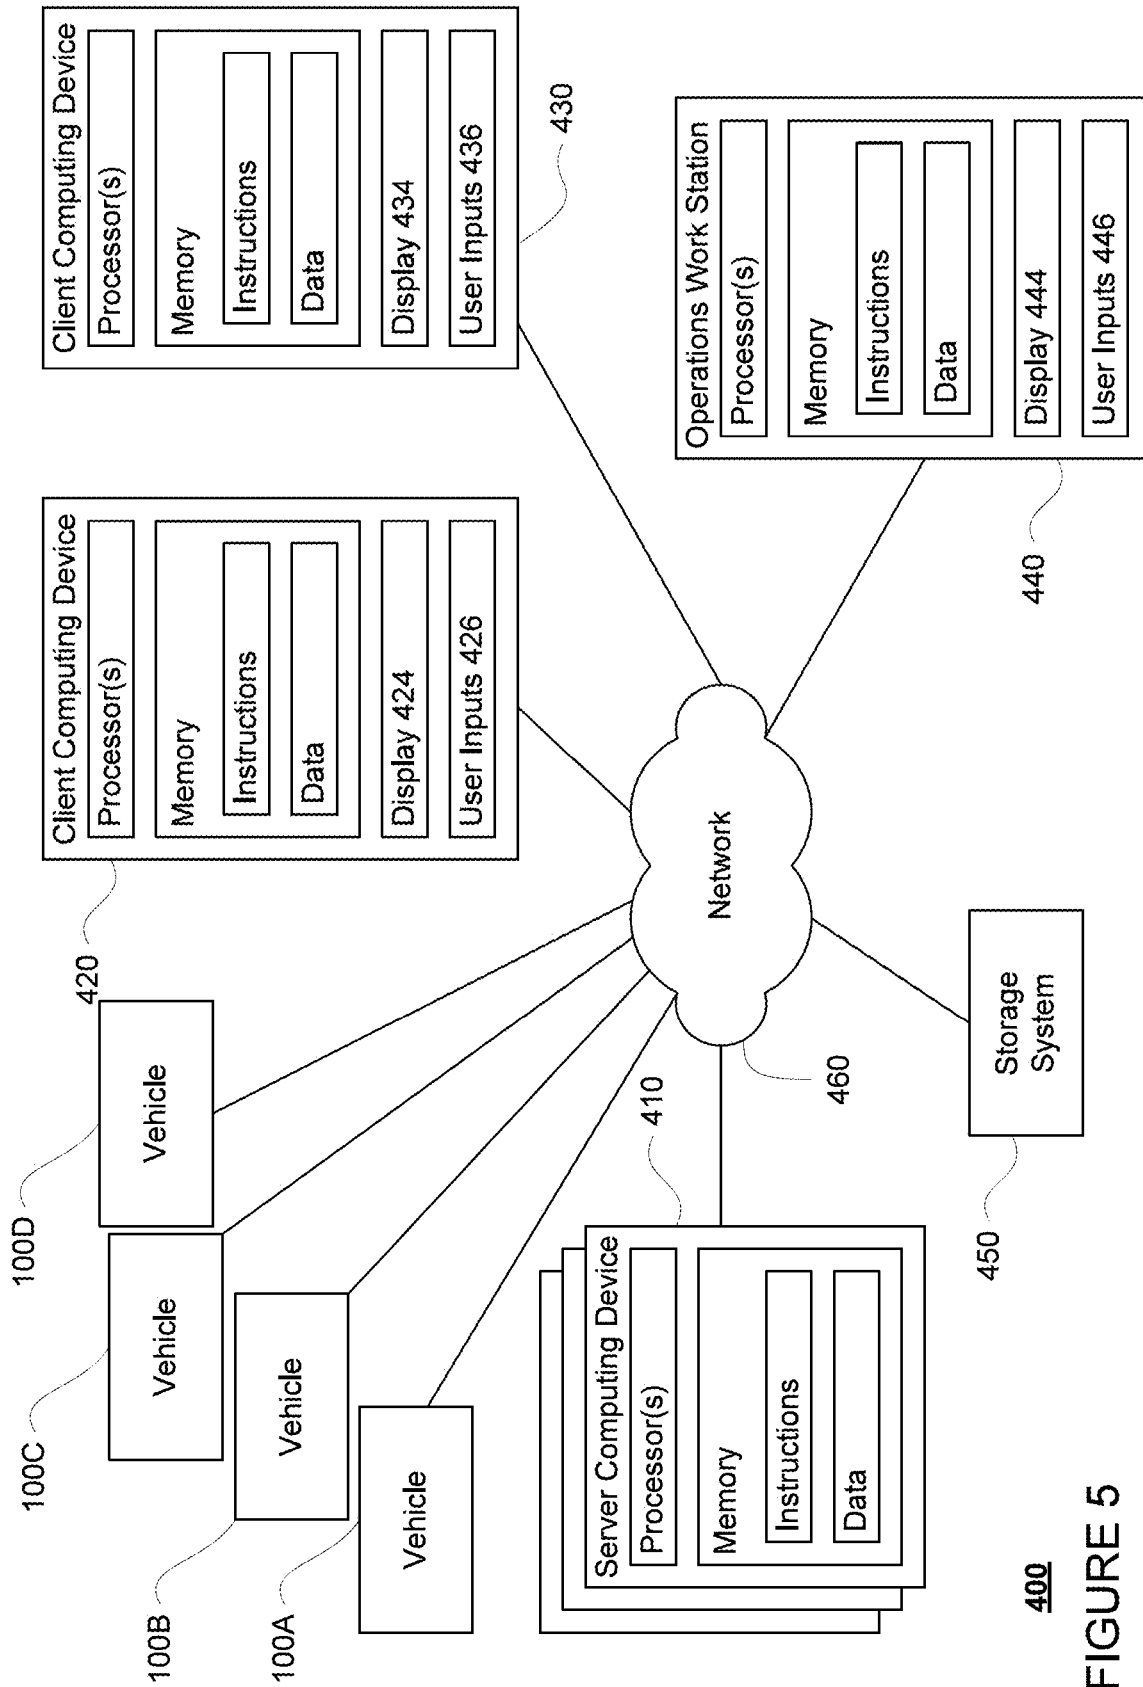 100D
Vehicle
100C
Vehicle
100B
Vehicle
100A
Vehicle
420
Client Computing Device
Processor(s)
Memory
Instructions
Data
Display 424
User Inputs 426
Client Computing Device
Processor(s)
Memory
Instructions
Data
Display 434
User Inputs 436
430
Server Computing Device
Processor(s)
Memory
Instructions
Data
410
Network
460
Storage
System
450
Operations Work Station
Processor(s)
Memory
Instructions
Data
Display 444
User Inputs 446
440
400
FIGURE 5